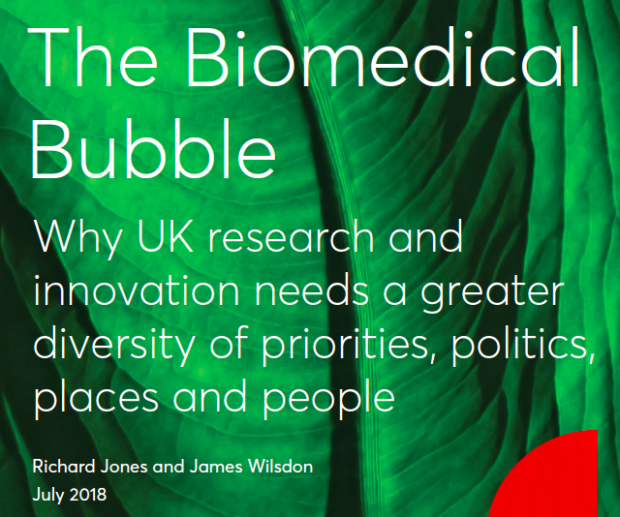 The Biomedical
Bubble
Why UK research and
innovation needs a greater
diversity of priorities, politics,
places and people
Richard Jones and James Wilsdon
July 2018